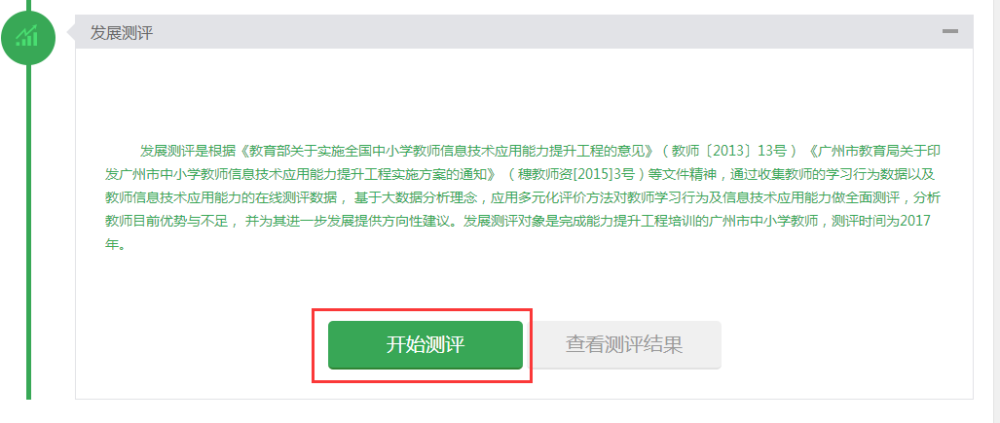 发展测评
发展测评是根据《教育部关于实施全国中小学教师信息技术应用能力提升工程的意见》（教师〔2013〕13号）《广州市教育局关于印
发广州市中小学教师信息技术应用能力提升工程实施方案的通知》（穗教师资[2015]3号）等文件精神，通过收集教师的学习行为数据以及
教师信息技术应用能力的在线测评数据， 基于大数据分析理念，应用多元化评价方法对教师学习行为及信息技术应用能力做全面测评，分析
教师目前优势与不足， 并为其进一步发展提供方向性建议。发展测评对象是完成能力提升工程培训的广州市中小学教师，测评时间为2017
年。
开始测评
查看测评结果